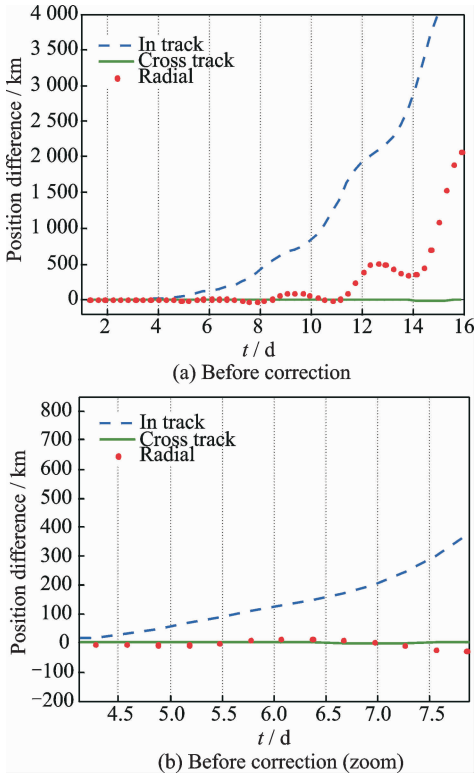 4 000
3 500
3 000
2 500
2 000
1 500
1 000
500
0
Position difference / km
In track
Cross track
Radial
2 4 6 8 10 12 14 16
t / d
(a) Before correction
800
700
600
500
400
300
200
100
0
−100
−200
Position difference / km
In track
Cross track
Radial
4.5 5.0 5.5 6.0 6.5 7.0 7.5
t / d
(b) Before correction (zoom)